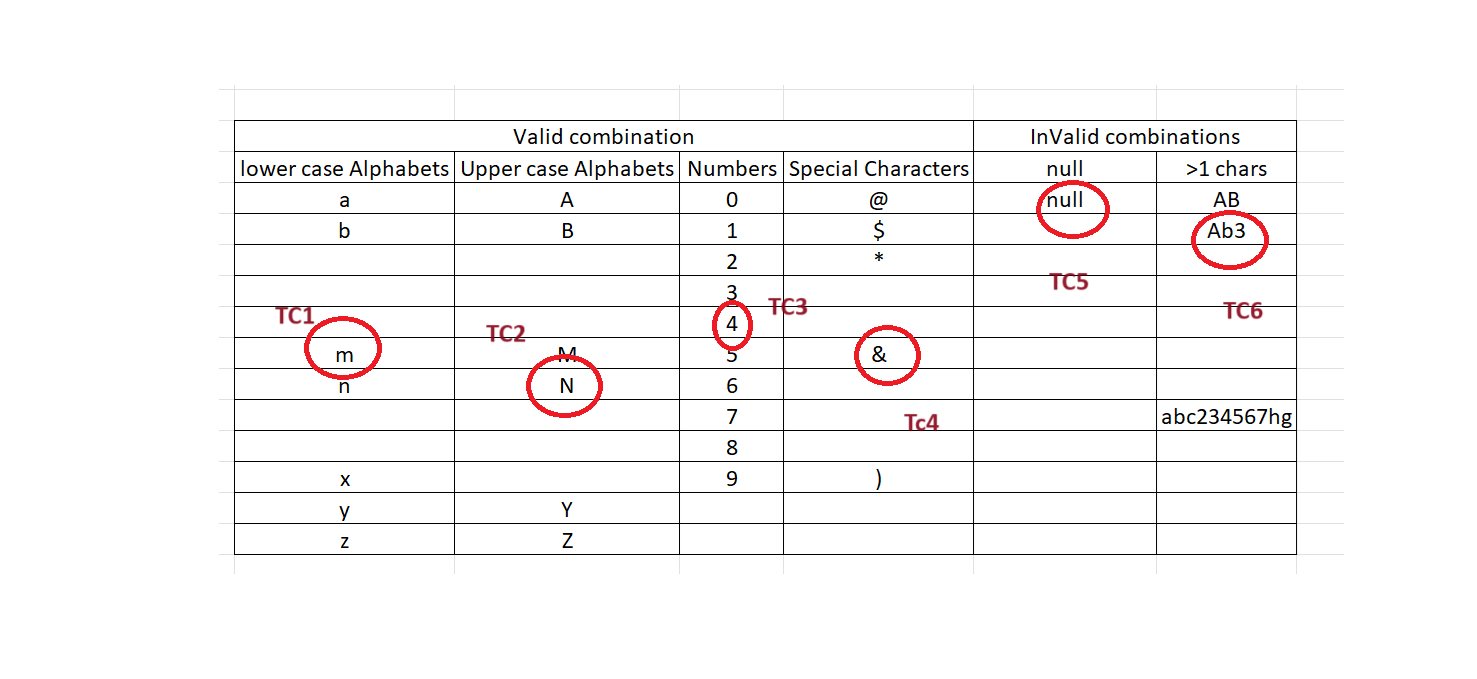 Valid combination InValid combinations
lower case Alphabets Upper case Alphabets Numbers Special Characters null >1 chars
a A 0 @ null AB
b B 1 $ Ab3
2 *
TC5
3
TC1 TC3 TC6
TC2 4
m M 5 &
n N 6
7 Tc4 abc234567hg
8
x 9 )
y Y
z Z